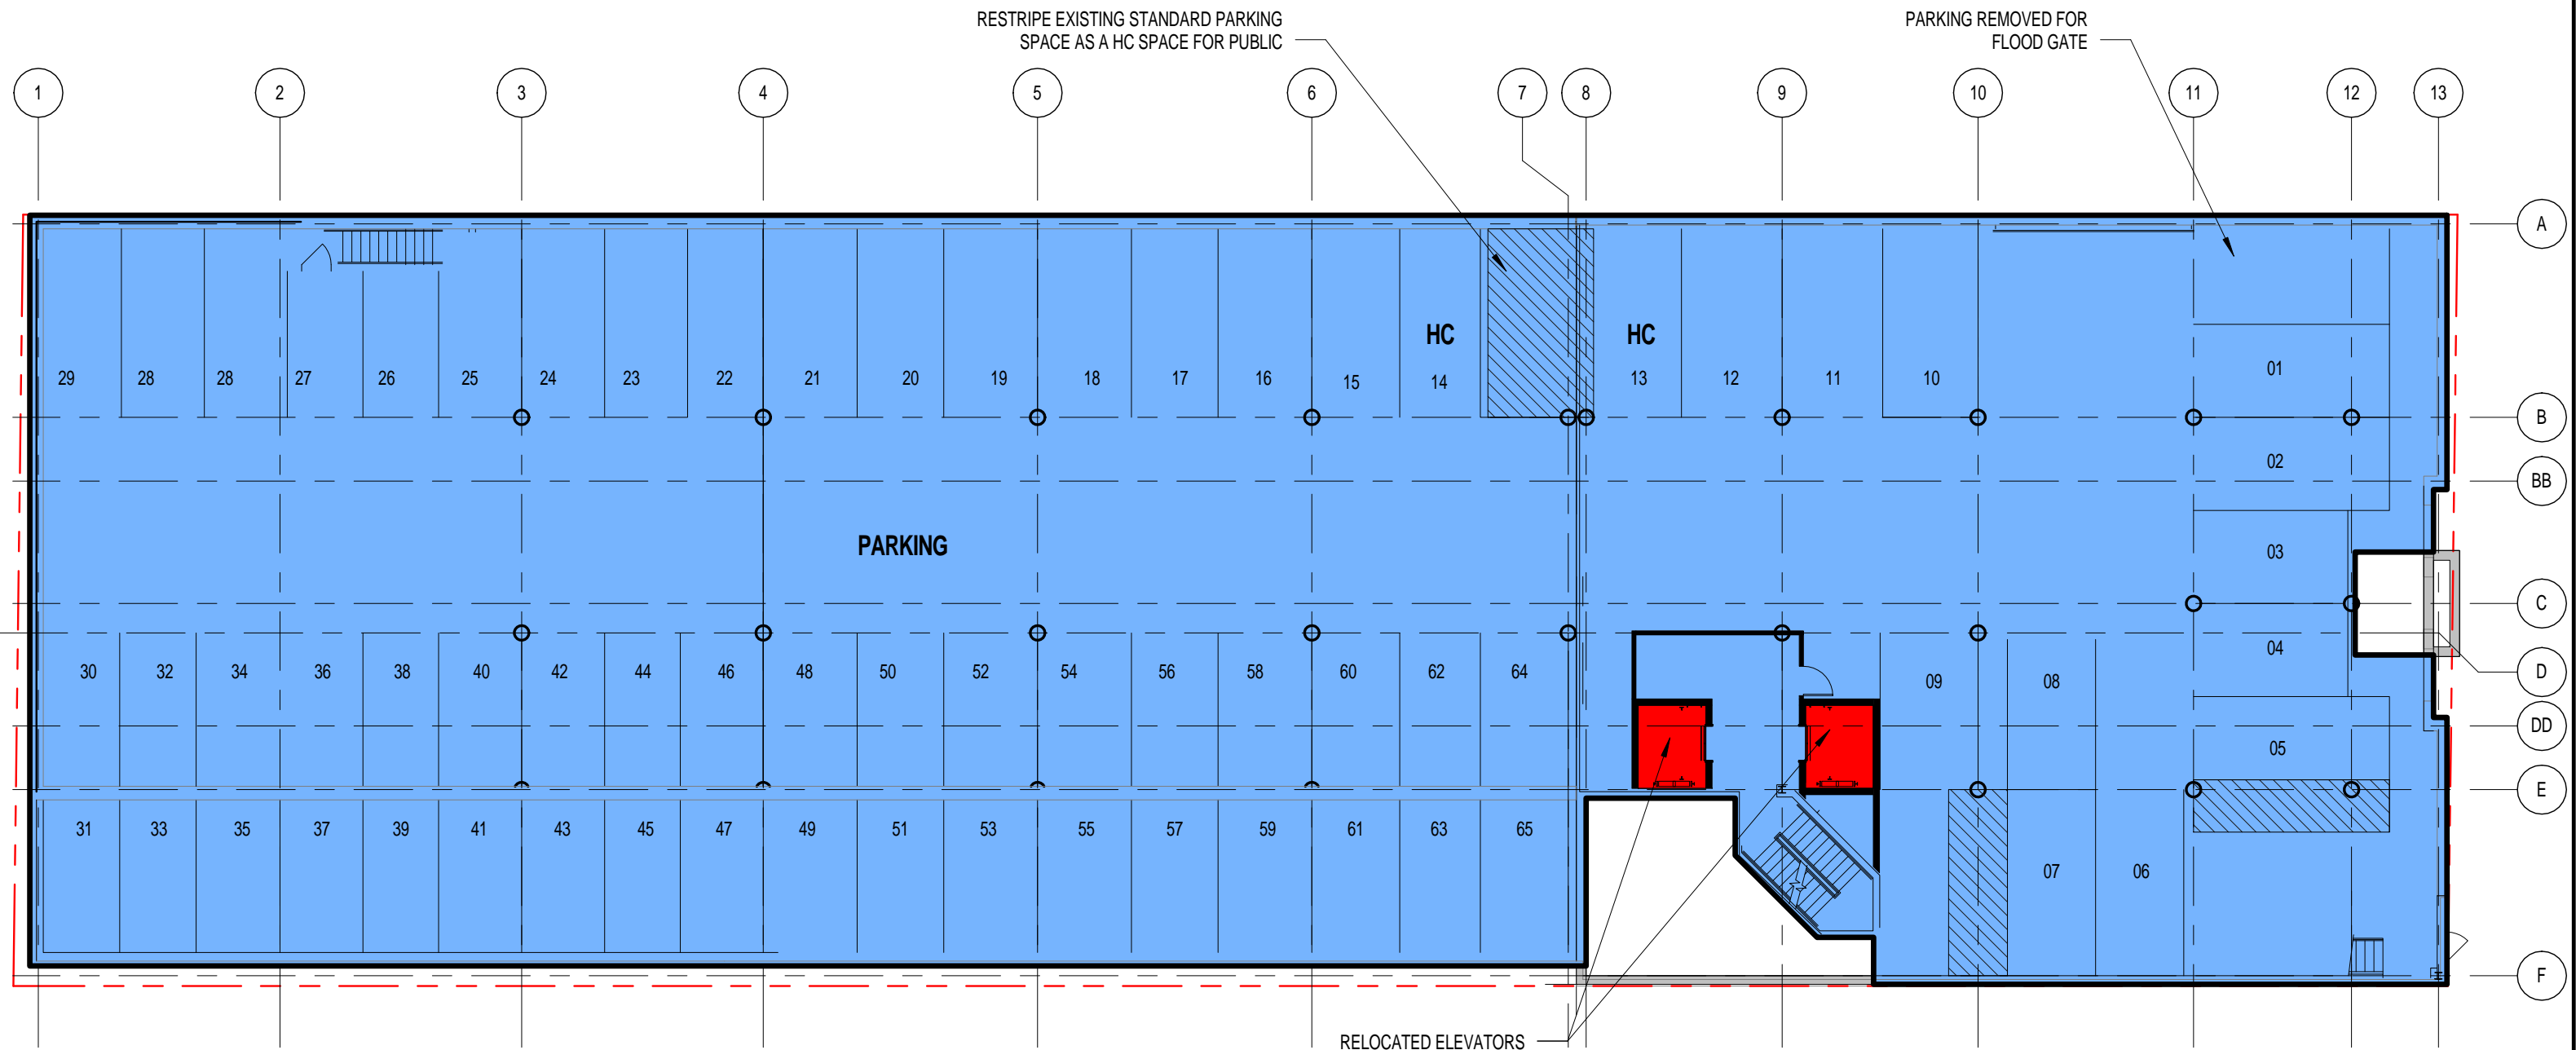 RESTRIPE EXISTING STANDARD PARKING
SPACE AS A HC SPACE FOR PUBLIC
PARKING REMOVED FOR
FLOOD GATE
1 2 3 4 5 6 7 8 9 10 11 12 13
A
HC HC
29 28 28 27 26 25 24 23 22 21 20 19 18 17 16 15 14 13 12 11 10 01
B
02
BB
PARKING
03
C
04
30 32 34 36 38 40 42 44 46 48 50 52 54 56 58 60 62 64 09 08
D
DD
05
E
31 33 35 37 39 41 43 45 47 49 51 53 55 57 59 61 63 65
07 06
F
RELOCATED ELEVATORS